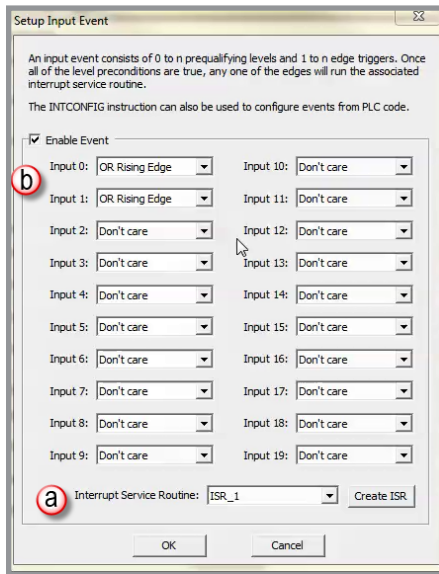 Setup Input Event
An input event consists of 0 to n prequalifying levels and 1 to n edge triggers. Once
all of the level preconditions are true, any one of the edges will run the associated
interrupt service routine.
The INTCONFIG instruction can also be used to configure events from PLC code.
Enable Event
b
Input 0: OR Rising Edge
Input 10: Don't care
Input 1: OR Rising Edge
Input 11: Don't care
Input 2: Don't care
Input 12: Don't care
Input 3: Don't care
Input 13: Don't care
Input 4: Don't care
Input 14: Don't care
Input 5: Don't care
Input 15: Don't care
Input 6: Don't care
Input 16: Don't care
Input 7: Don't care
Input 17: Don't care
Input 8: Don't care
Input 18: Don't care
Input 9: Don't care
Input 19: Don't care
a
Interrupt Service Routine: ISR_1
Create ISR
OK
Cancel